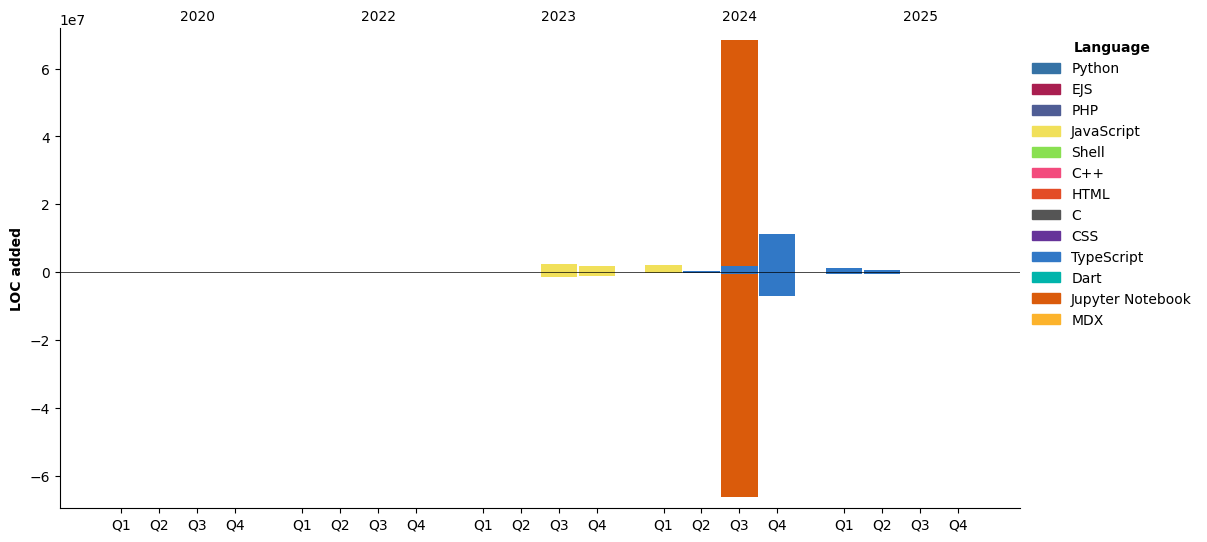 2020 2022 2023 2024 2025
1e7
6
4
2
0
−2
−4
−6
LOC added
Q1 Q2 Q3 Q4 Q1 Q2 Q3 Q4 Q1 Q2 Q3 Q4 Q1 Q2 Q3 Q4 Q1 Q2 Q3 Q4
Language
Python
EJS
PHP
JavaScript
Shell
C++
HTML
C
CSS
TypeScript
Dart
Jupyter Notebook
MDX